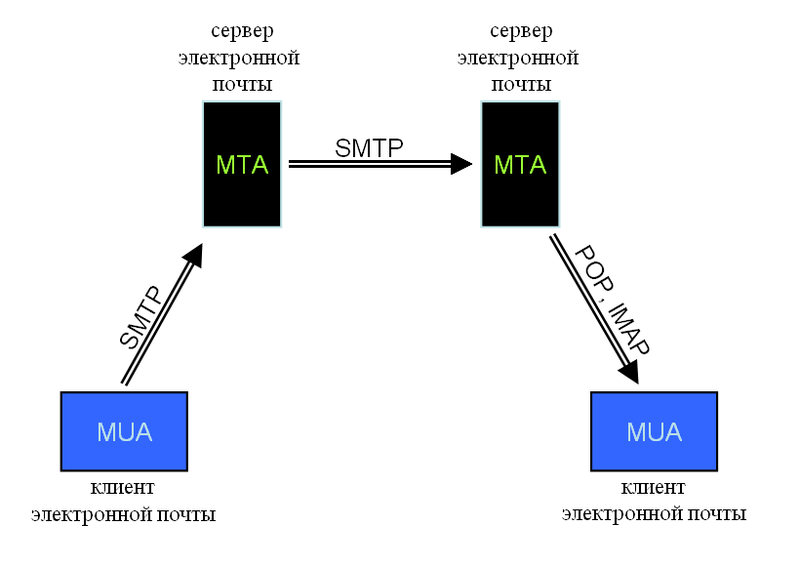 сервер
электронной
почты
сервер
электронной
почты
MTA
SMTP
MTA
SMTP
POP , IMAP
MUA
MUA
клиент
электронной почты
клиент
электронной почты